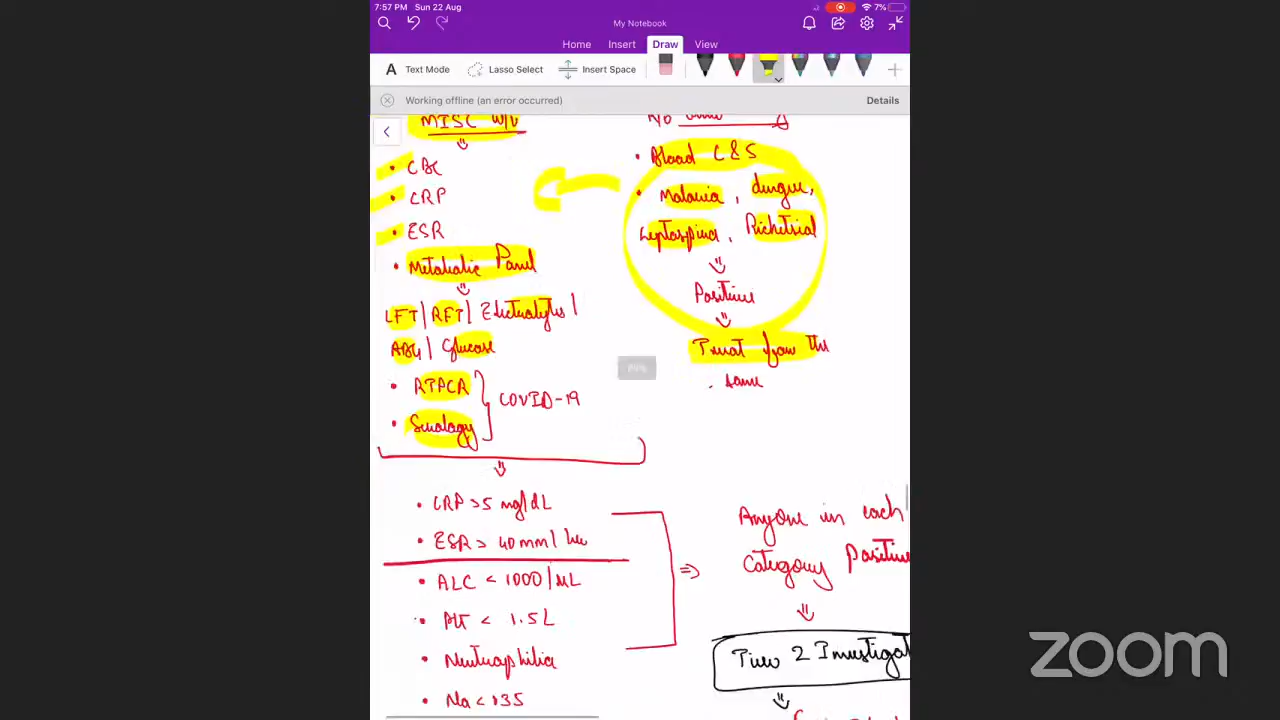 7:57 PM Sun 22 Aug
7%
My Notebook
Home Insert Draw View
A Text Mode Lasso Select Insert Space
Working offline (an error occurred) Details
MISC w/u
• CBC
• CRP
• ESR
• Metabolic Panel
LFT | RFT | Electrolytes |
ABG | Glucose
• RTPCR
• Serology
COVID-19
• Blood C&S
• Malaria, dengue,
Leptospira, Ricketsial
Positive
Treat for the
same
• CRP > 5 mg/dL
• ESR > 40 mm/hr
• ALC < 1000/µL
• Plt < 1.5L
• Neutrophilia
• Na < 135
Anyone in each
Category Positive
Tier 2 Investigat
zoom